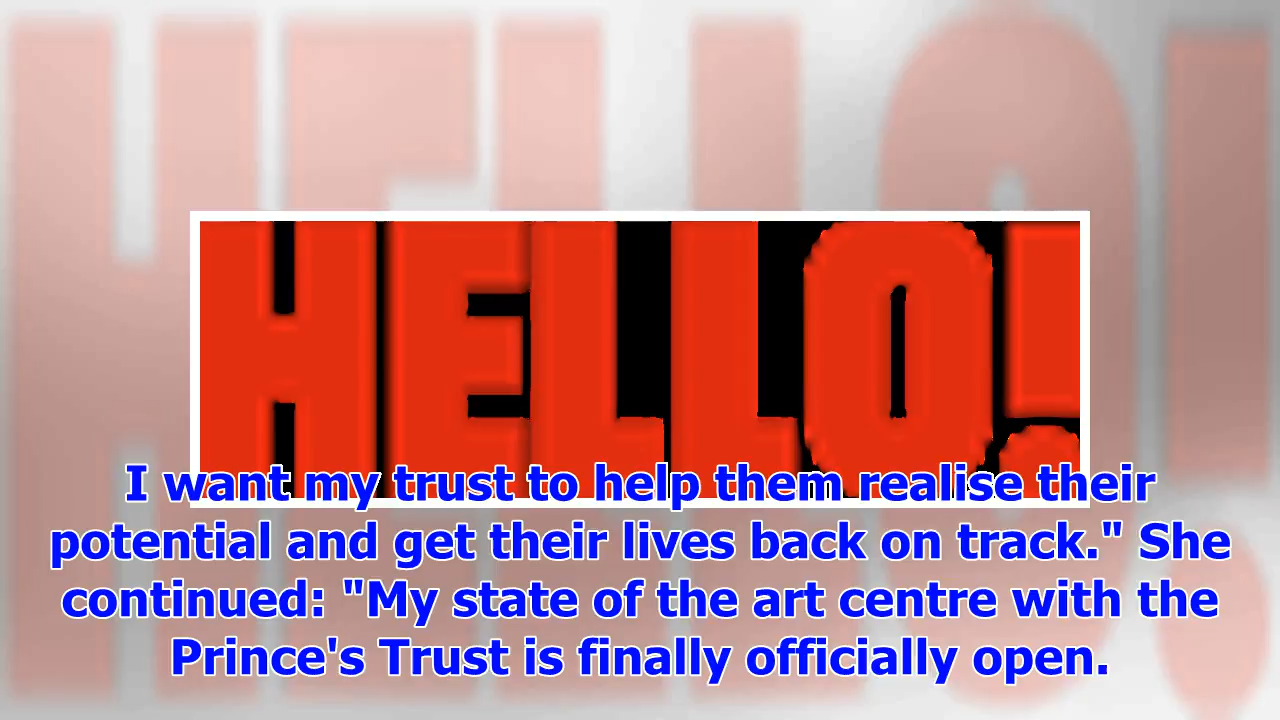 HELLO!
I want my trust to help them realise their
potential and get their lives back on track." She
continued: "My state of the art centre with the
Prince's Trust is finally officially open.